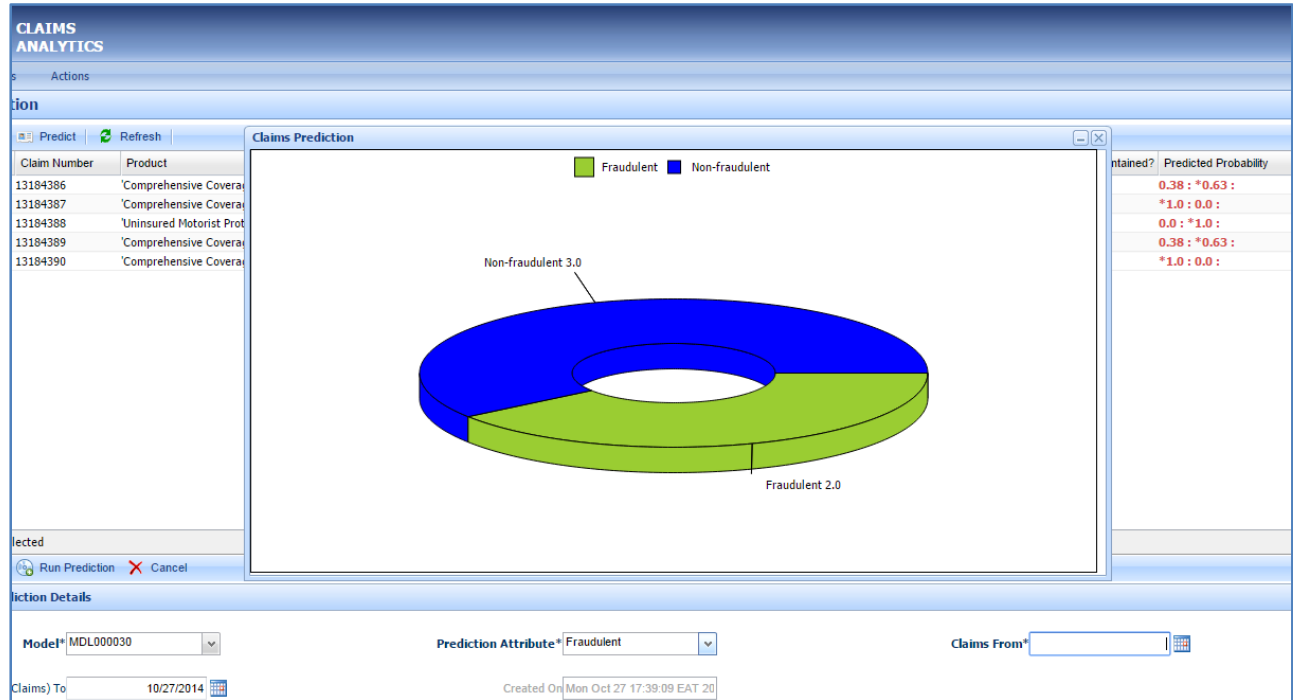 CLAIMS
ANALYTICS
s Actions
tion
Predict Refresh
Claims Prediction
Claim Number Product ntained? Predicted Probability
Fraudulent Non-fraudulent
13184386 'Comprehensive Covera 0.38 : *0.63 :
13184387 'Comprehensive Covera *1.0 : 0.0 :
13184388 'Uninsured Motorist Prot 0.0 : *1.0 :
13184389 'Comprehensive Covera 0.38 : *0.63 :
13184390 'Comprehensive Covera *1.0 : 0.0 :
Non-fraudulent 3.0
Fraudulent 2.0
lected
Run Prediction Cancel
liction Details
Model* MDL000030 Prediction Attribute* Fraudulent Claims From*
Claims) To 10/27/2014 Created On Mon Oct 27 17:39:09 EAT 20